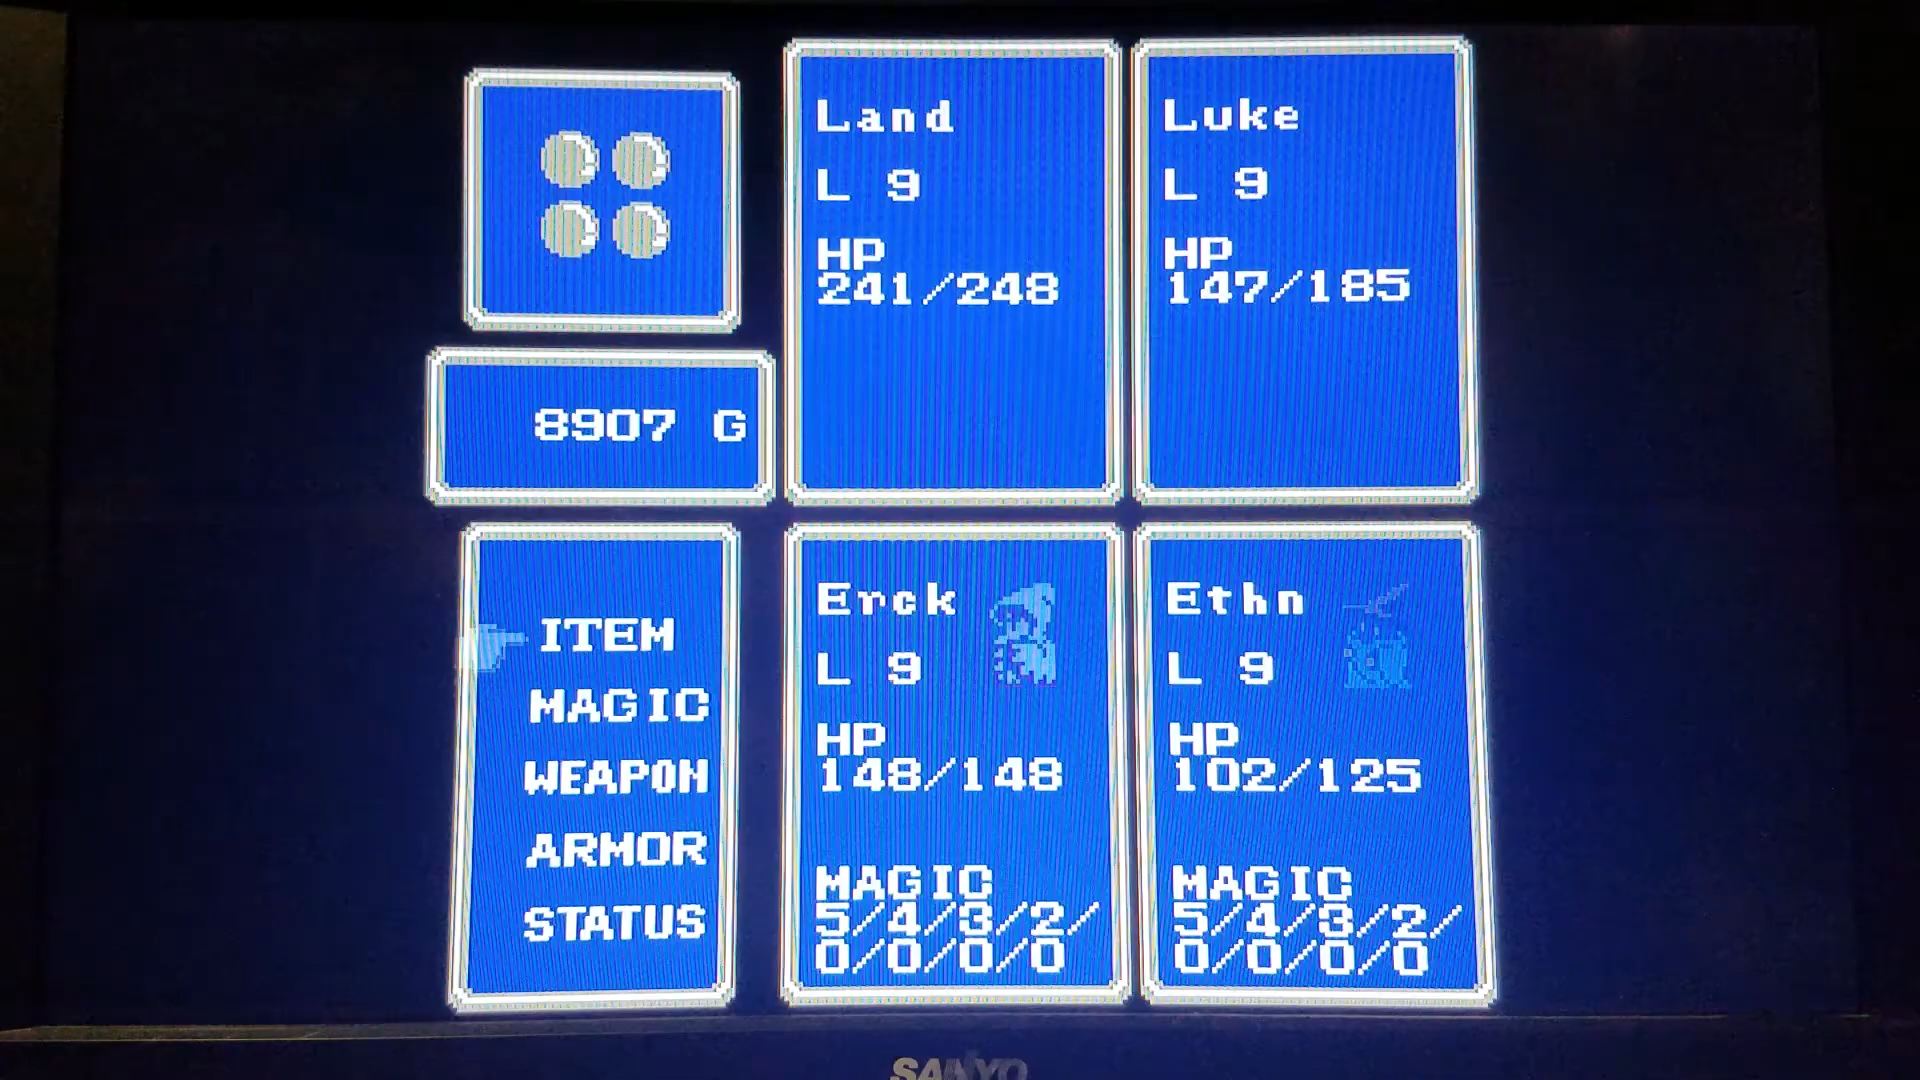 8907 G
ITEM
MAGIC
WEAPON
ARMOR
STATUS
Land
L 9
HP
241/248
Luke
L 9
HP
147/185
Erck
L 9
HP
148/148
MAGIC
5/4/3/2/
0/0/0/0
Ethn
L 9
HP
102/125
MAGIC
5/4/3/2/
0/0/0/0
SANYO